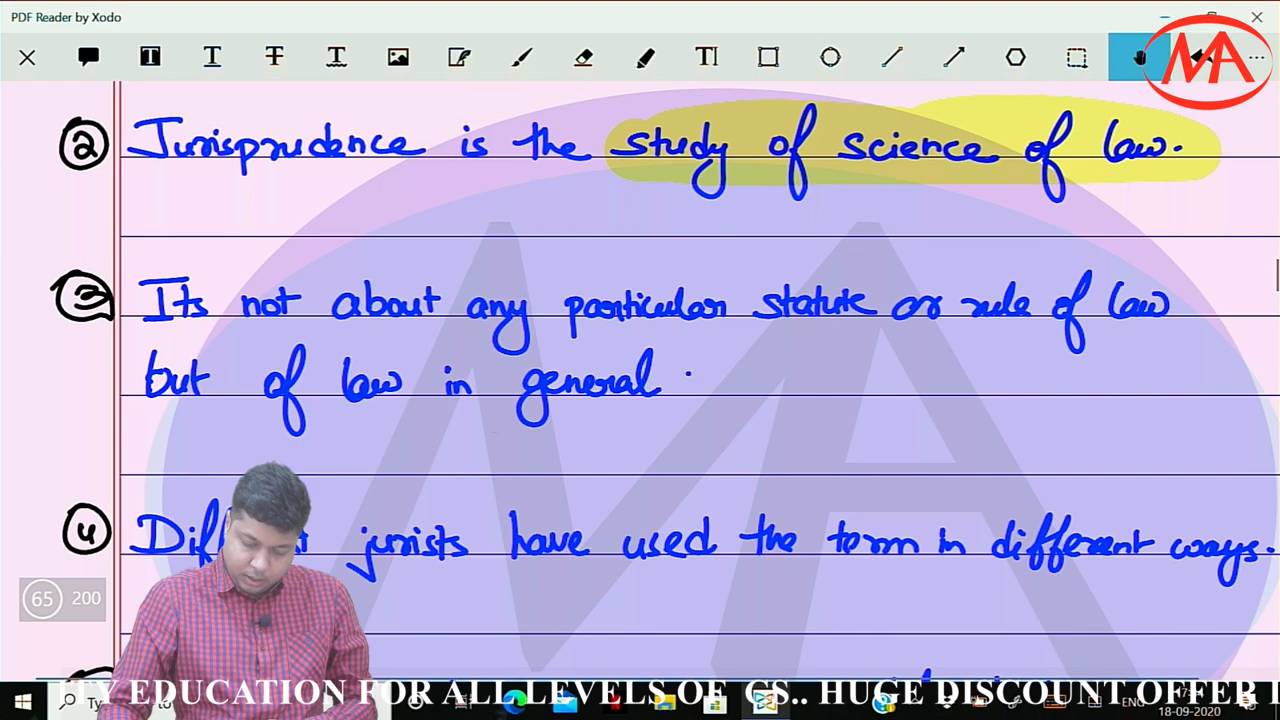 PDF Reader by Xodo
MA
② Jurisprudence is the study of science of law.
③ Its not about any particular statute or rule of law
but of law in general.
④ jurists have used the term in different ways.
65 200
EDUCATION FOR ALL LEVELS OF CS.. HUGE DISCOUNT OFFER
ENG
18-09-2020